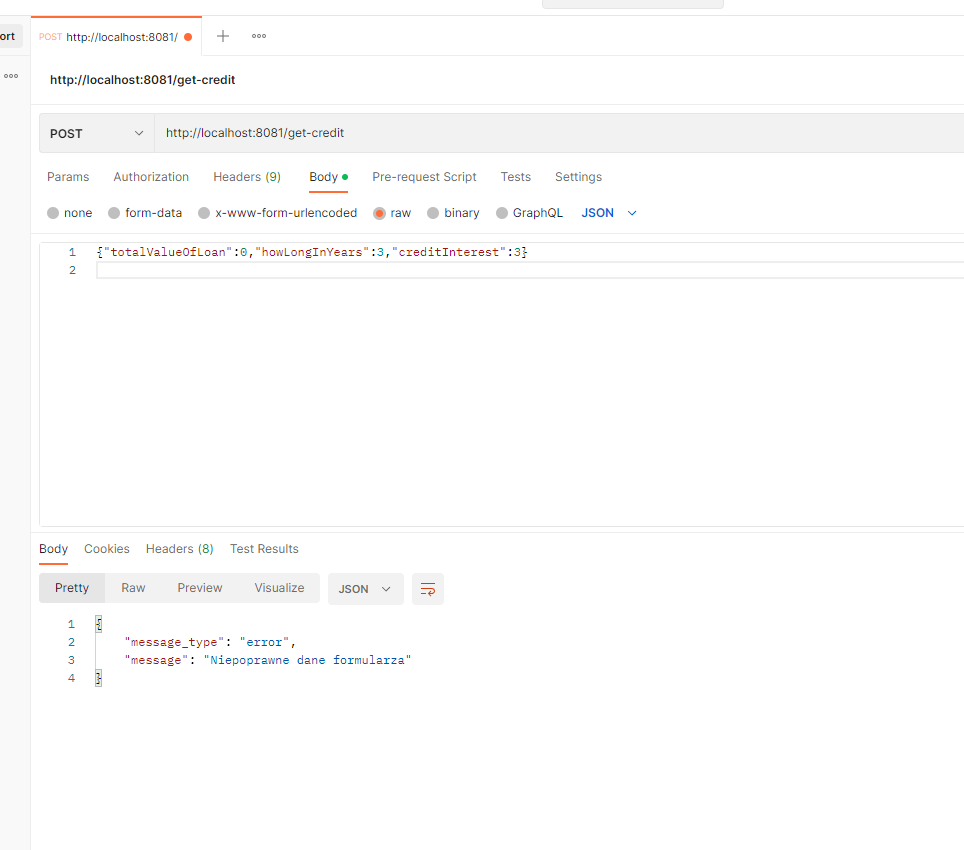 ort
POST http://localhost:8081/
http://localhost:8081/get-credit
POST http://localhost:8081/get-credit
Params Authorization Headers (9) Body Pre-request Script Tests Settings
none form-data x-www-form-urlencoded raw binary GraphQL JSON
1 {"totalValueOfLoan":0,"howLongInYears":3,"creditInterest":3}
2
Body Cookies Headers (8) Test Results
Pretty Raw Preview Visualize JSON
1 {
2 "message_type": "error",
3 "message": "Niepoprawne dane formularza"
4 }